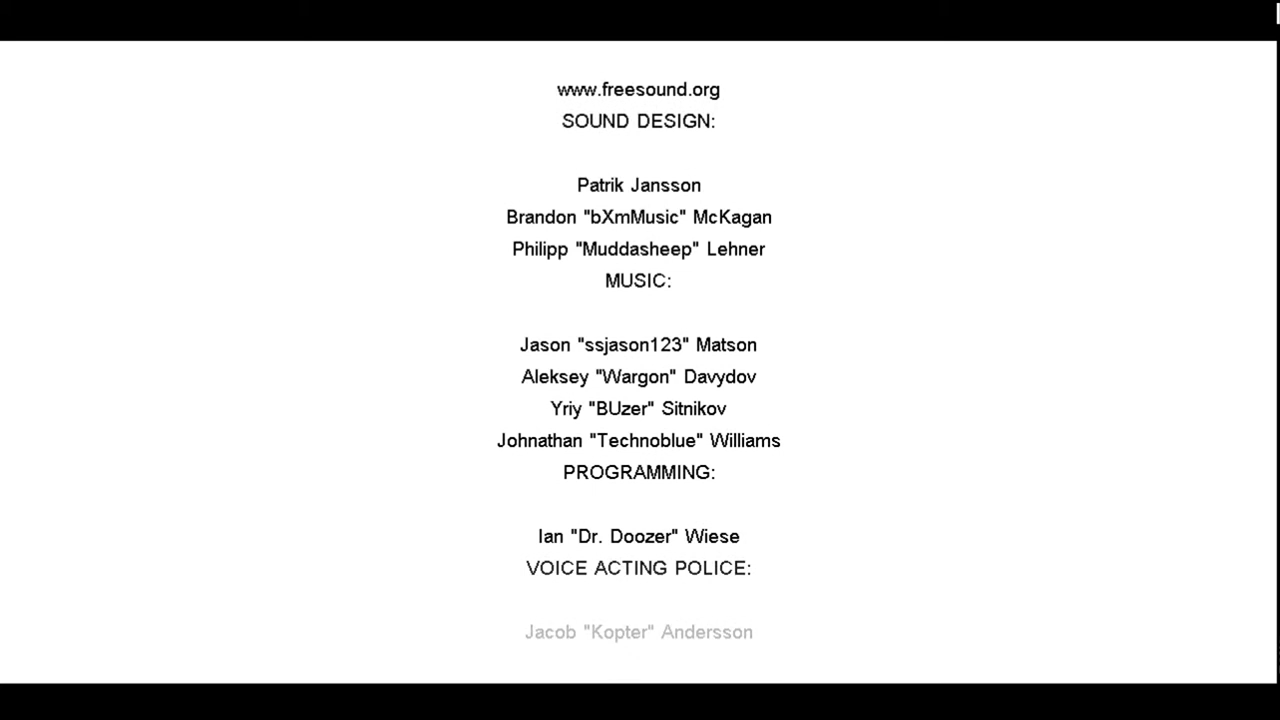 www.freesound.org
SOUND DESIGN:
Patrik Jansson
Brandon "bXmMusic" McKagan
Philipp "Muddasheep" Lehner
MUSIC:
Jason "ssjason123" Matson
Aleksey "Wargon" Davydov
Yriy "BUzer" Sitnikov
Johnathan "Technoblue" Williams
PROGRAMMING:
Ian "Dr. Doozer" Wiese
VOICE ACTING POLICE:
Jacob "Kopter" Andersson